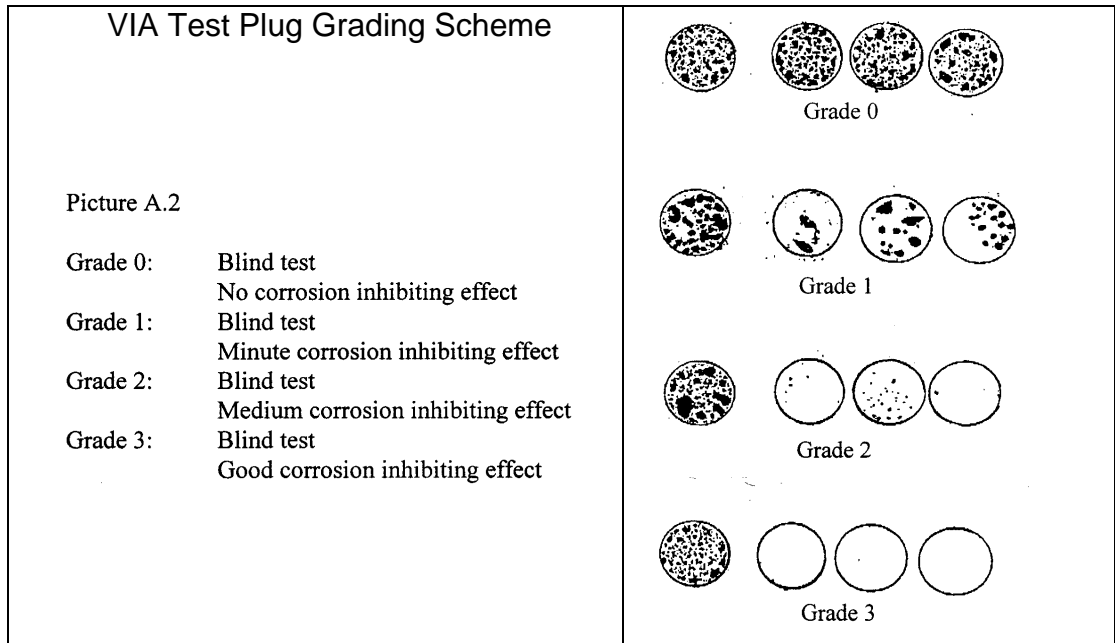 VIA Test Plug Grading Scheme
Picture A.2
Grade 0: Blind test
No corrosion inhibiting effect
Grade 1: Blind test
Minute corrosion inhibiting effect
Grade 2: Blind test
Medium corrosion inhibiting effect
Grade 3: Blind test
Good corrosion inhibiting effect
Grade 0
Grade 1
Grade 2
Grade 3